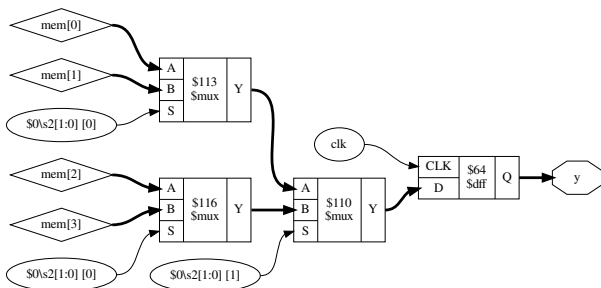 mem[0]
mem[1]
$0\s2[1:0] [0]
A
B
S
$113
$mux
Y
mem[2]
mem[3]
$0\s2[1:0] [0]
A
B
S
$116
$mux
Y
$0\s2[1:0] [1]
A
B
S
$110
$mux
Y
clk
CLK
D
$64
$dff
Q
y